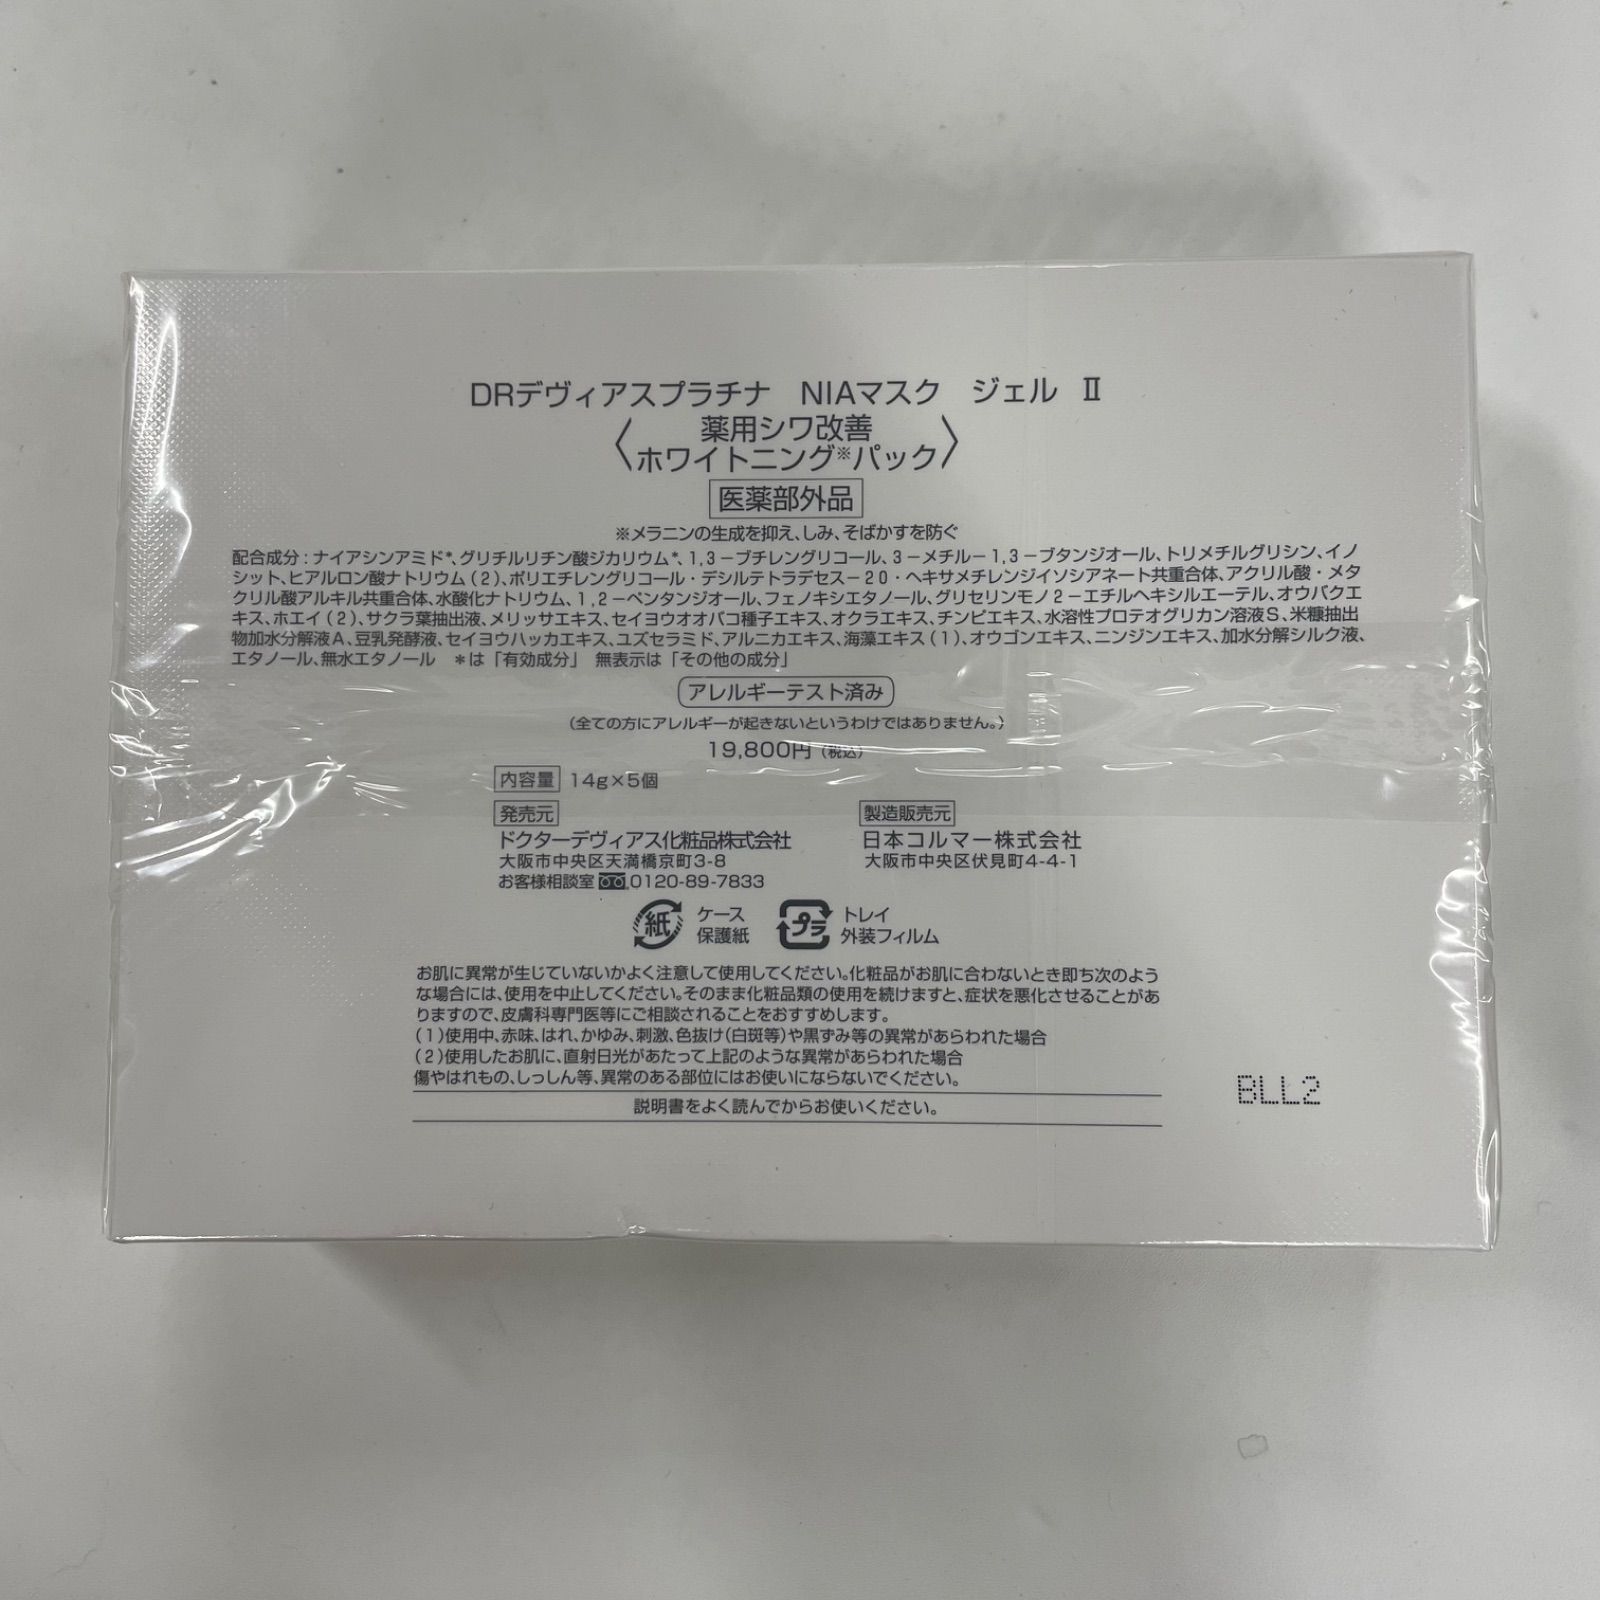 DRデヴィアスプラチナ　NIAマスク　ジェル　Ⅱ
〈薬用シワ改善
ホワイトニング※パック〉
医薬部外品
※メラニンの生成を抑え、しみ、そばかすを防ぐ
配合成分：ナイアシンアミド*、グリチルリチン酸ジカリウム*、1,3－ブチレングリコール、3－メチル－1,3－ブタンジオール、トリメチルグリシン、イノ
シット、ヒアルロン酸ナトリウム（2）、ポリエチレングリコール・デシルテトラデセス－20・ヘキサメチレンジイソシアネート共重合体、アクリル酸・メタ
クリル酸アルキル共重合体、水酸化ナトリウム、1,2－ペンタンジオール、フェノキシエタノール、グリセリンモノ2－エチルヘキシルエーテル、オウバクエ
キス、ホエイ（2）、サクラ葉抽出液、メリッサエキス、セイヨウオオバコ種子エキス、オクラエキス、チンピエキス、水溶性プロテオグリカン溶液S、米糠抽出
物加水分解液A、豆乳発酵液、セイヨウハッカエキス、ユズセラミド、アルニカエキス、海藻エキス（1）、オウゴンエキス、ニンジンエキス、加水分解シルク液、
エタノール、無水エタノール　＊は「有効成分」　無表示は「その他の成分」
アレルギーテスト済み
（全ての方にアレルギーが起きないというわけではありません。）
19,800円（税込）
内容量　14g×5個
発売元
ドクターデヴィアス化粧品株式会社
大阪市中央区天満橋京町3-8
お客様相談室 0120-89-7833
製造販売元
日本コルマー株式会社
大阪市中央区伏見町4-4-1
紙　ケース
保護紙
プラ　トレイ
外装フィルム
お肌に異常が生じていないかよく注意して使用してください。化粧品がお肌に合わないとき即ち次のよう
な場合には、使用を中止してください。そのまま化粧品類の使用を続けますと、症状を悪化させることがあ
りますので、皮膚科専門医等にご相談されることをおすすめします。
（1）使用中、赤味、はれ、かゆみ、刺激、色抜け（白斑等）や黒ずみ等の異常があらわれた場合
（2）使用したお肌に、直射日光があたって上記のような異常があらわれた場合
傷やはれもの、しっしん等、異常のある部位にはお使いにならないでください。
説明書をよく読んでからお使いください。
BLL2